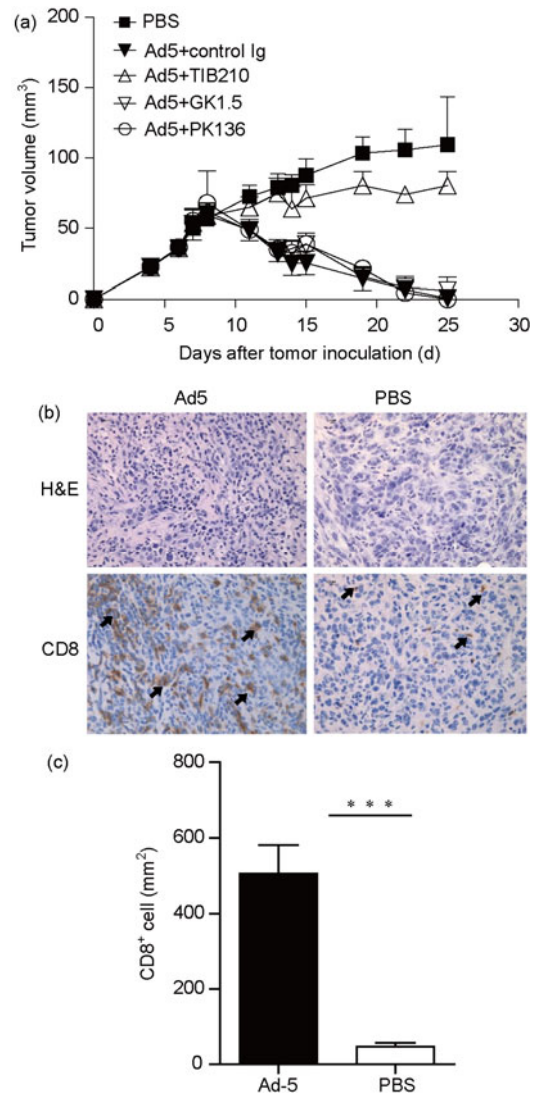 (a)
200
150
100
50
0
Tumor volume (mm³)
PBS
Ad5+control Ig
Ad5+TIB210
Ad5+GK1.5
Ad5+PK136
0 5 10 15 20 25 30
Days after tomor inoculation (d)
(b)
Ad5 PBS
H&E
CD8
(c)
800
600
400
200
0
CD8⁺ cell (mm²)
* * *
Ad-5 PBS